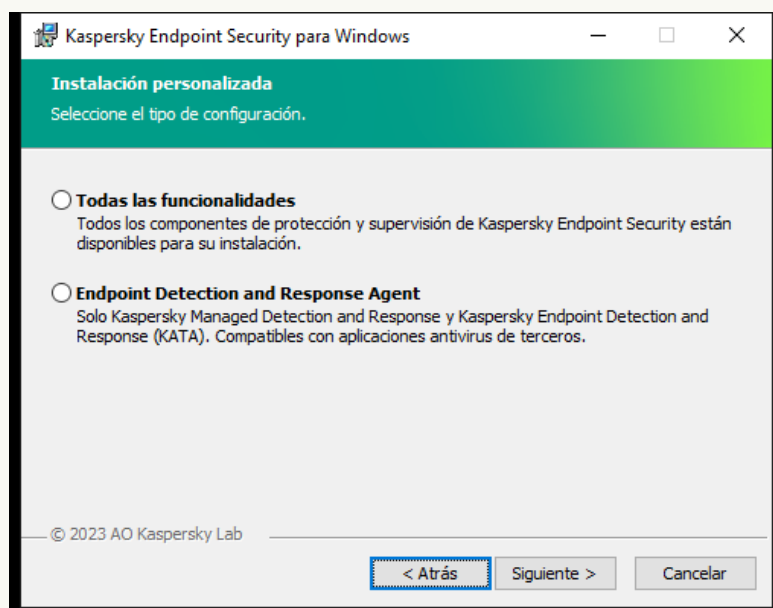 Kaspersky Endpoint Security para Windows
Instalación personalizada
Seleccione el tipo de configuración.
Todas las funcionalidades
Todos los componentes de protección y supervisión de Kaspersky Endpoint Security están
disponibles para su instalación.
Endpoint Detection and Response Agent
Solo Kaspersky Managed Detection and Response y Kaspersky Endpoint Detection and
Response (KATA). Compatibles con aplicaciones antivirus de terceros.
© 2023 AO Kaspersky Lab
< Atrás Siguiente > Cancelar